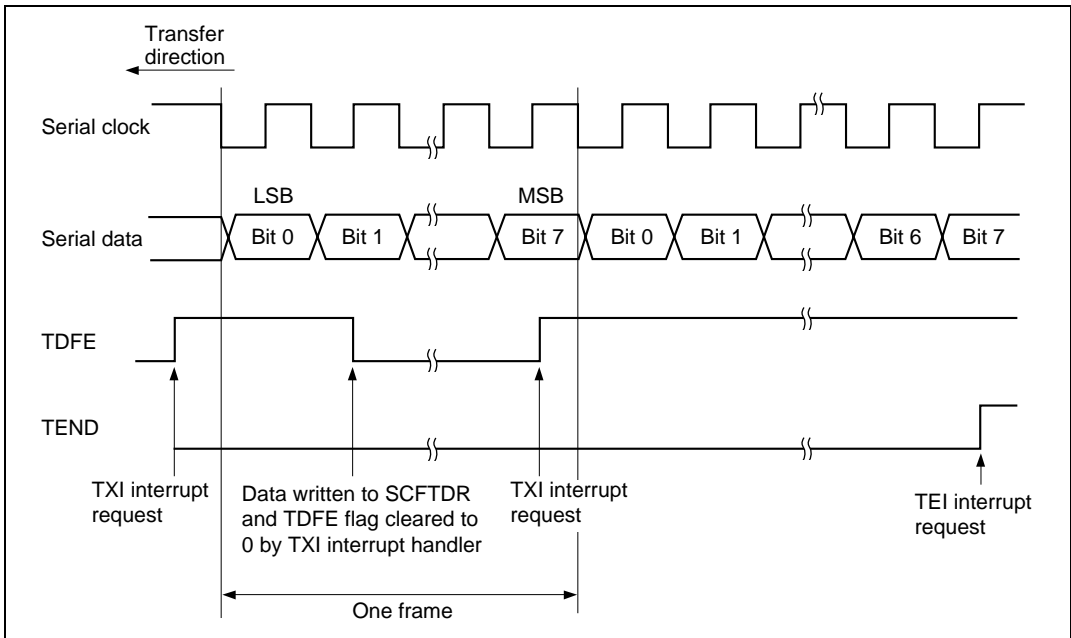 Transfer
direction
Serial clock
LSB
MSB
Serial data
Bit 0
Bit 1
Bit 7
Bit 0
Bit 1
Bit 6
Bit 7
TDFE
TEND
TXI interrupt
request
Data written to SCFTDR
and TDFE flag cleared to
0 by TXI interrupt handler
TXI interrupt
request
TEI interrupt
request
One frame